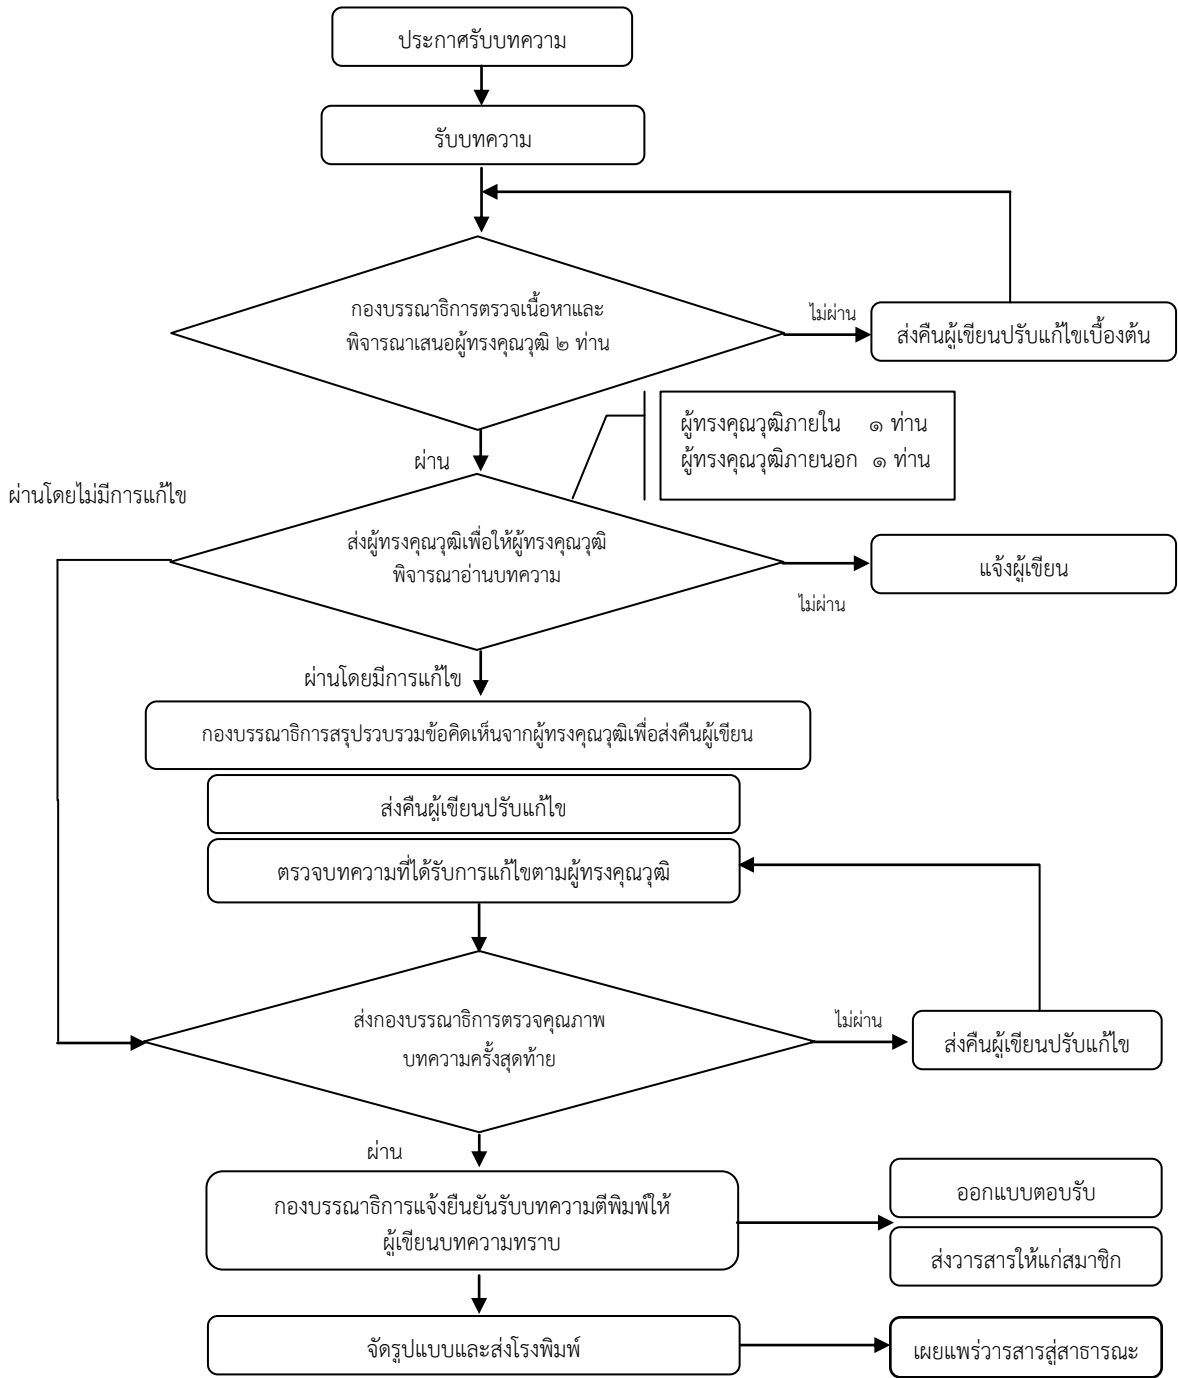 ประกาศรับบทความ
รับบทความ
กองบรรณาธิการตรวจเนื้อหาและ
พิจารณาเสนอผู้ทรงคุณวุฒิ ๒ ท่าน
ไม่ผ่าน
ส่งคืนผู้เขียนปรับแก้ไขเบื้องต้น
ผู้ทรงคุณวุฒิภายใน ๑ ท่าน
ผู้ทรงคุณวุฒิภายนอก ๑ ท่าน
ผ่าน
ผ่านโดยไม่มีการแก้ไข
ส่งผู้ทรงคุณวุฒิเพื่อให้ผู้ทรงคุณวุฒิ
พิจารณาอ่านบทความ
แจ้งผู้เขียน
ไม่ผ่าน
ผ่านโดยมีการแก้ไข
กองบรรณาธิการสรุปรวบรวมข้อคิดเห็นจากผู้ทรงคุณวุฒิเพื่อส่งคืนผู้เขียน
ส่งคืนผู้เขียนปรับแก้ไข
ตรวจบทความที่ได้รับการแก้ไขตามผู้ทรงคุณวุฒิ
ส่งกองบรรณาธิการตรวจคุณภาพ
บทความครั้งสุดท้าย
ไม่ผ่าน
ส่งคืนผู้เขียนปรับแก้ไข
ผ่าน
กองบรรณาธิการแจ้งยืนยันรับบทความตีพิมพ์ให้
ผู้เขียนบทความทราบ
ออกแบบตอบรับ
ส่งวารสารให้แก่สมาชิก
จัดรูปแบบและส่งโรงพิมพ์
เผยแพร่วารสารสู่สาธารณะ